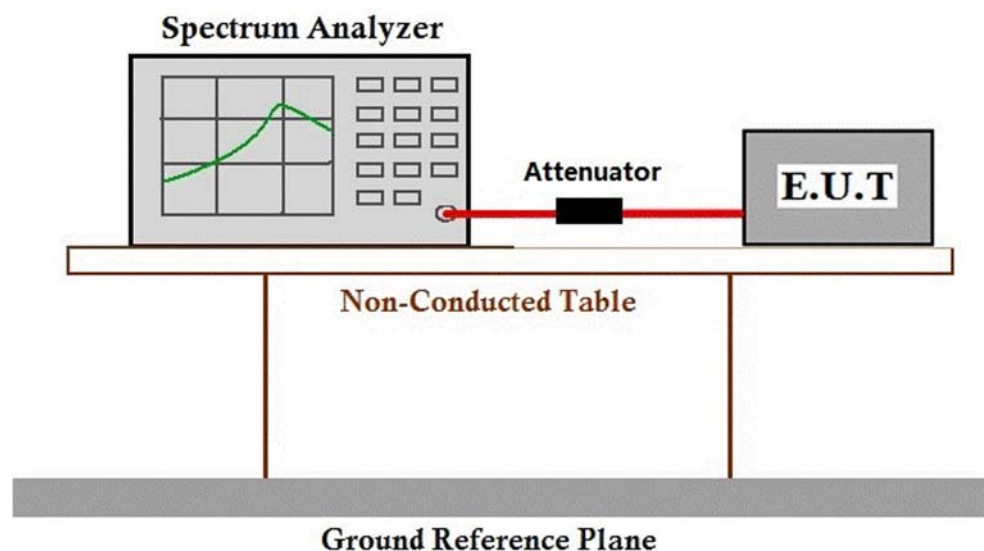 Spectrum Analyzer
Attenuator
E.U.T
Non-Conducted Table
Ground Reference Plane